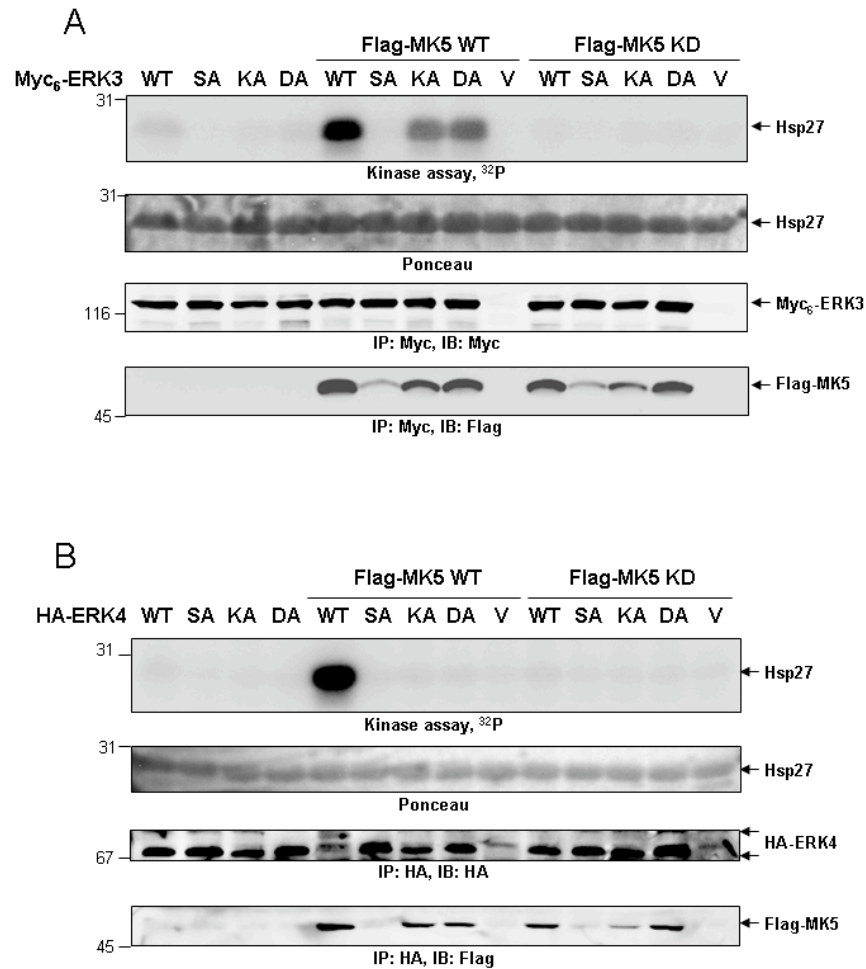 A
Flag-MK5 WT Flag-MK5 KD
Myc₆-ERK3 WT SA KA DA WT SA KA DA V WT SA KA DA V
31
Hsp27
Kinase assay, ³²P
31
Hsp27
Ponceau
116
Myc₆-ERK3
IP: Myc, IB: Myc
Flag-MK5
45
IP: Myc, IB: Flag
B
Flag-MK5 WT Flag-MK5 KD
HA-ERK4 WT SA KA DA WT SA KA DA V WT SA KA DA V
31
Hsp27
Kinase assay, ³²P
31
Hsp27
Ponceau
HA-ERK4
67
IP: HA, IB: HA
Flag-MK5
45
IP: HA, IB: Flag